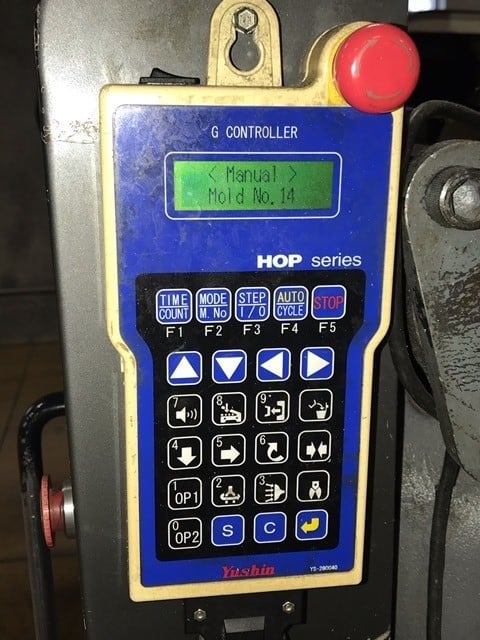 G CONTROLLER
< Manual >
Mold No.14
HOP series
TIME COUNT
MODE M. No
STEP I/O
AUTO CYCLE
STOP
F1 F2 F3 F4 F5
7 8 9
4 5 6
1 OP1 2 3
0 OP2 S C
Yushin
YS-280040